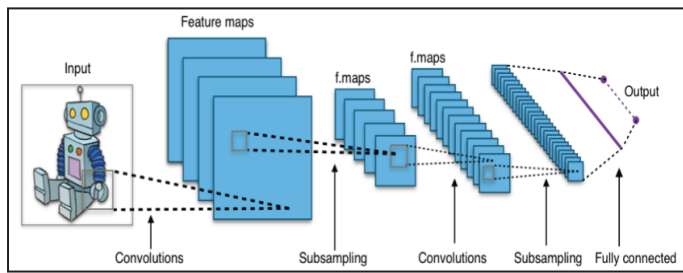 Feature maps
f.maps
Input
f.maps
Output
Convolutions
Subsampling
Convolutions
Subsampling
Fully connected